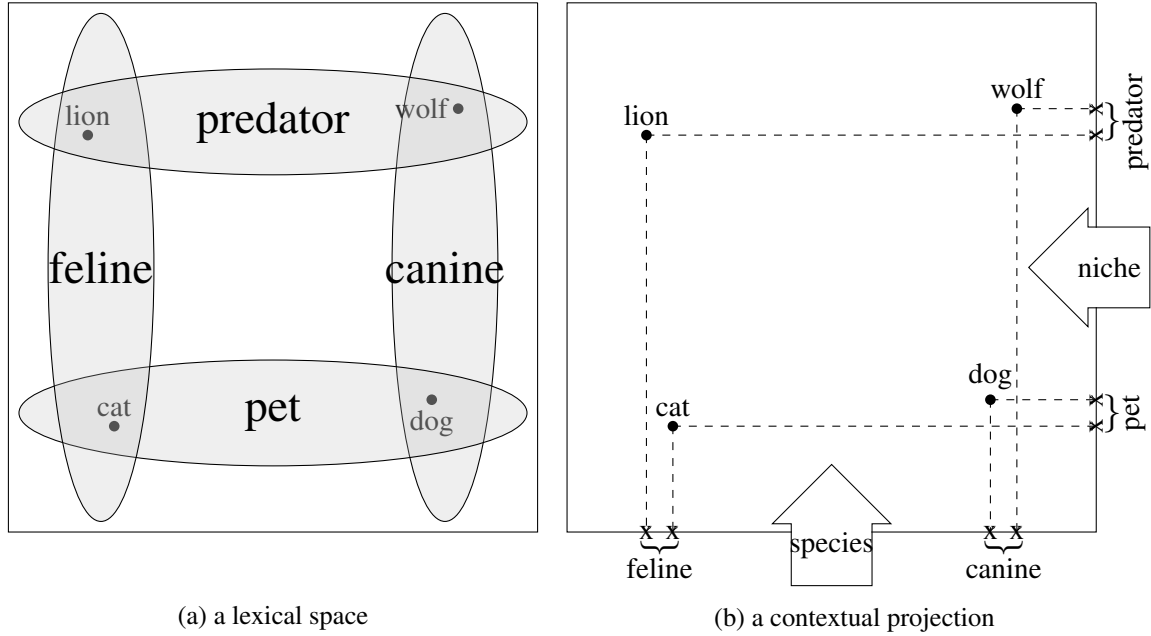 lion
wolf
predator
feline
canine
cat
pet
dog
(a) a lexical space
wolf
lion
predator
niche
dog
cat
pet
x
x
x
x
x
x
x
x
species
feline
canine
(b) a contextual projection